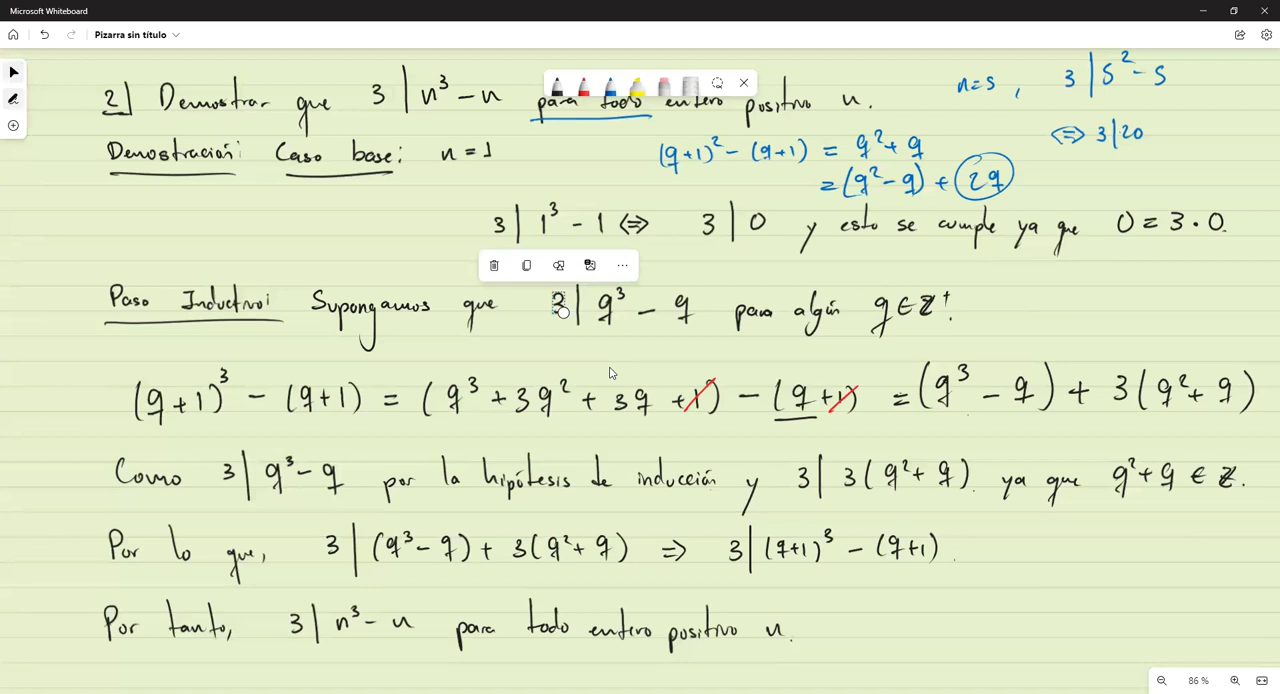 Microsoft Whiteboard
Pizarra sin título
2) Demostrar que 3 | n³ - n para todo entero positivo n.
n=5, 3 | 5² - 5
<=> 3 | 20
Demostración: Caso base: n = 1
(q+1)² - (q+1) = q² + q
= (q² - q) + 2q
3 | 1³ - 1 <=> 3 | 0 y esto se cumple ya que 0 = 3 · 0.
Paso Inductivo: Supongamos que 3 | q³ - q para algún q ∈ Z⁺.
(q+1)³ - (q+1) = (q³ + 3q² + 3q + 1) - (q + 1) = (q³ - q) + 3(q² + q)
Como 3 | q³ - q por la hipótesis de inducción y 3 | 3(q² + q) ya que q² + q ∈ Z.
Por lo que, 3 | (q³ - q) + 3(q² + q) => 3 | (q+1)³ - (q+1).
Por tanto, 3 | n³ - n para todo entero positivo n.
86 %